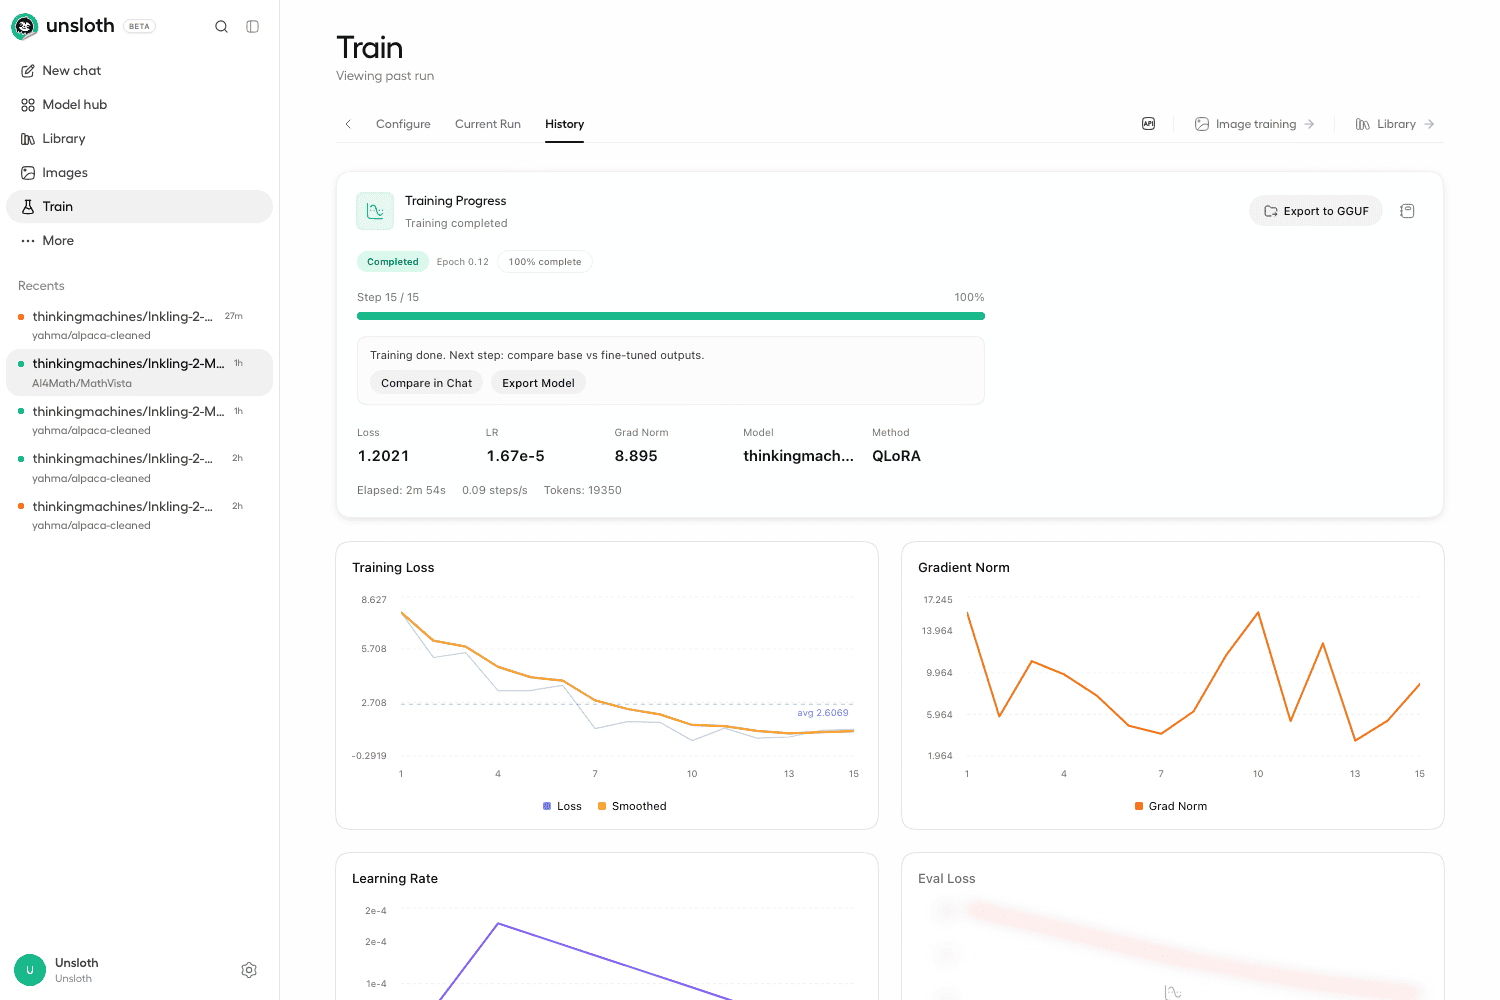 unsloth BETA
New chat
Model hub
Library
Images
Train
More
Recents
thinkingmachines/Inkling-2-... 27m
yahma/alpaca-cleaned
thinkingmachines/Inkling-2-M... 1h
AI4Math/MathVista
thinkingmachines/Inkling-2-M... 1h
yahma/alpaca-cleaned
thinkingmachines/Inkling-2-... 2h
yahma/alpaca-cleaned
thinkingmachines/Inkling-2-... 2h
yahma/alpaca-cleaned
U
Unsloth
Unsloth
Train
Viewing past run
Configure Current Run History API Image training Library
Training Progress
Training completed
Export to GGUF
Completed Epoch 0.12 100% complete
Step 15 / 15 100%
Training done. Next step: compare base vs fine-tuned outputs.
Compare in Chat Export Model
Loss LR Grad Norm Model Method
1.2021 1.67e-5 8.895 thinkingmach... QLoRA
Elapsed: 2m 54s 0.09 steps/s Tokens: 19350
Training Loss
8.627
5.708
2.708
avg 2.6069
-0.2919
1 4 7 10 13 15
Loss Smoothed
Gradient Norm
17.245
13.964
9.964
5.964
1.964
1 4 7 10 13 15
Grad Norm
Learning Rate
2e-4
2e-4
1e-4
Eval Loss